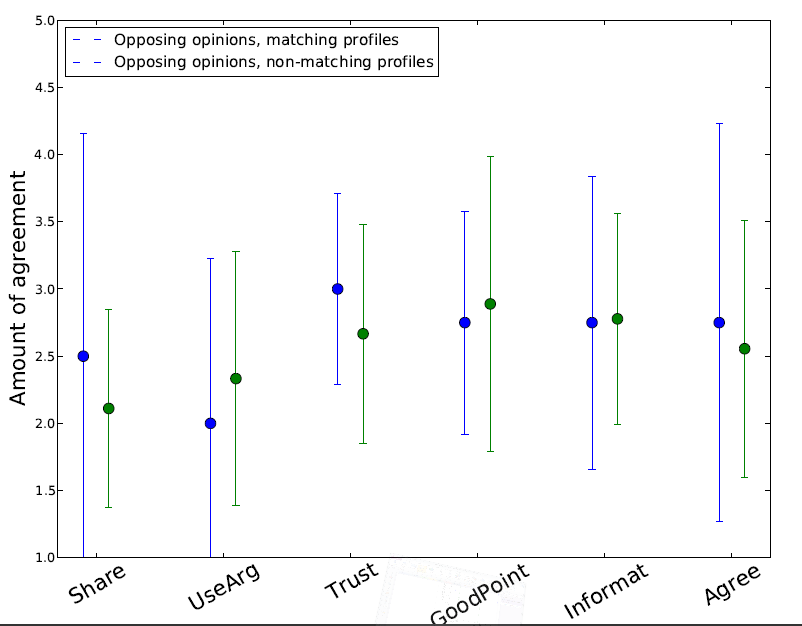 5.0
Opposing opinions, matching profiles
Opposing opinions, non-matching profiles
4.5
4.0
3.5
3.0
2.5
2.0
1.5
1.0
Amount of agreement
Share
UseArg
Trust
GoodPoint
Informat
Agree